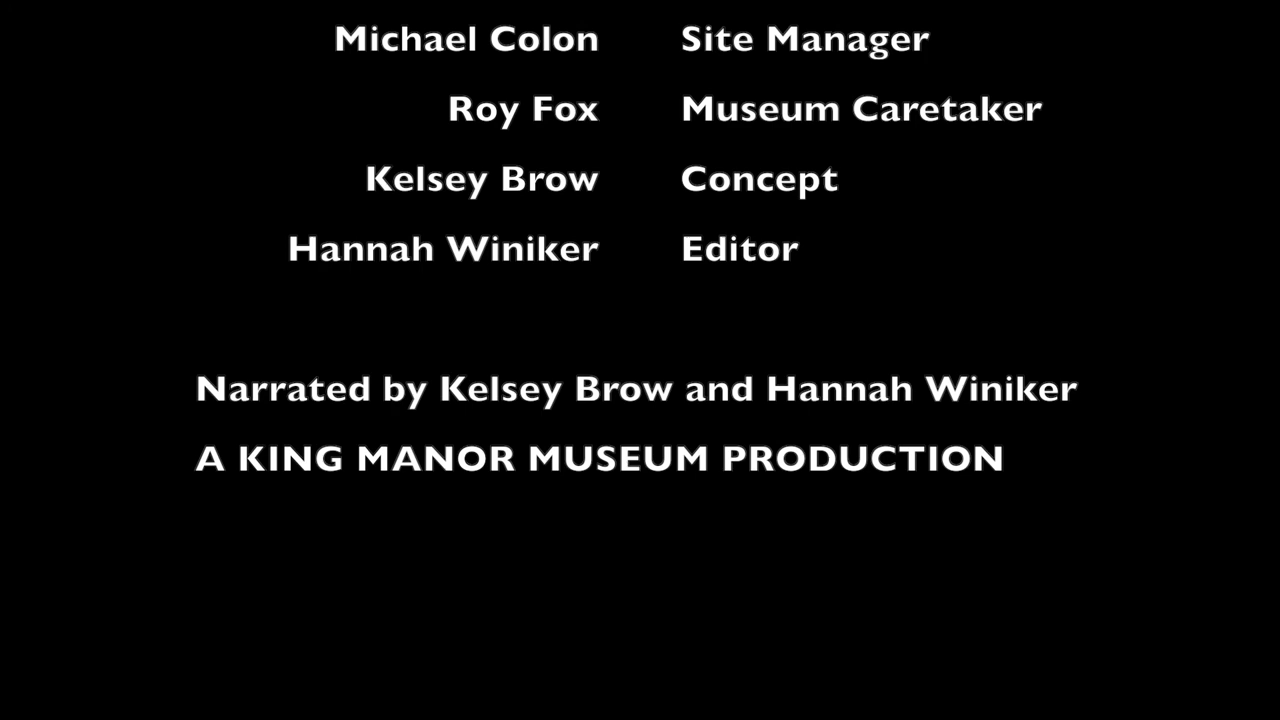 Michael Colon Site Manager
Roy Fox Museum Caretaker
Kelsey Brow Concept
Hannah Winiker Editor
Narrated by Kelsey Brow and Hannah Winiker
A KING MANOR MUSEUM PRODUCTION